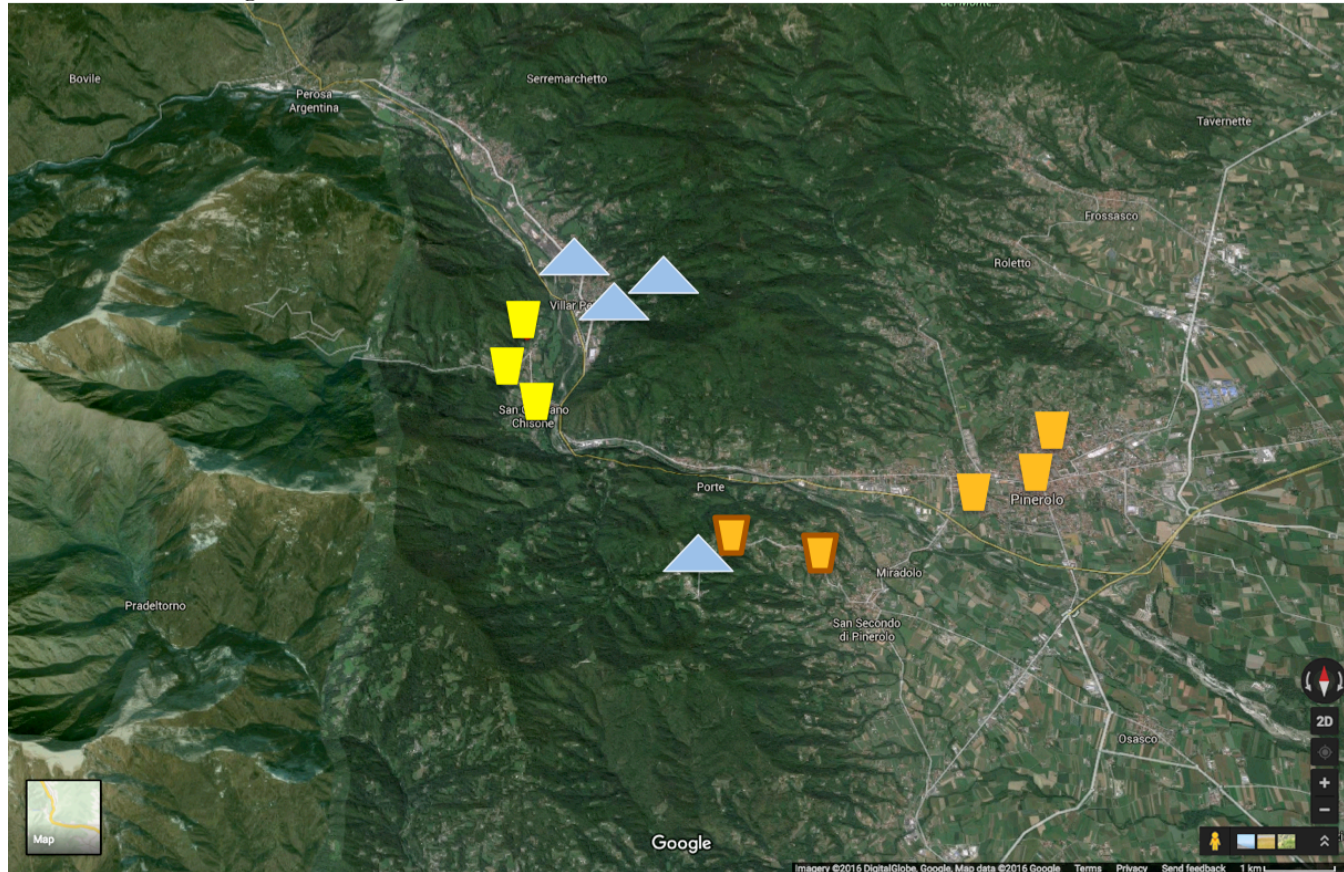 Bovile
Serremarchetto
Perosa
Argentina
Tavernette
Frossasco
Roletto
Villar
San
Chisone
Porte
Pinerolo
Miradolo
Pradeltorno
San Secondo
di Pinerolo
2D
Osasco
+
−
Map
Google
Imagery ©2016 DigitalGlobe, Google, Map data ©2016 Google Terms Privacy Send feedback 1 km